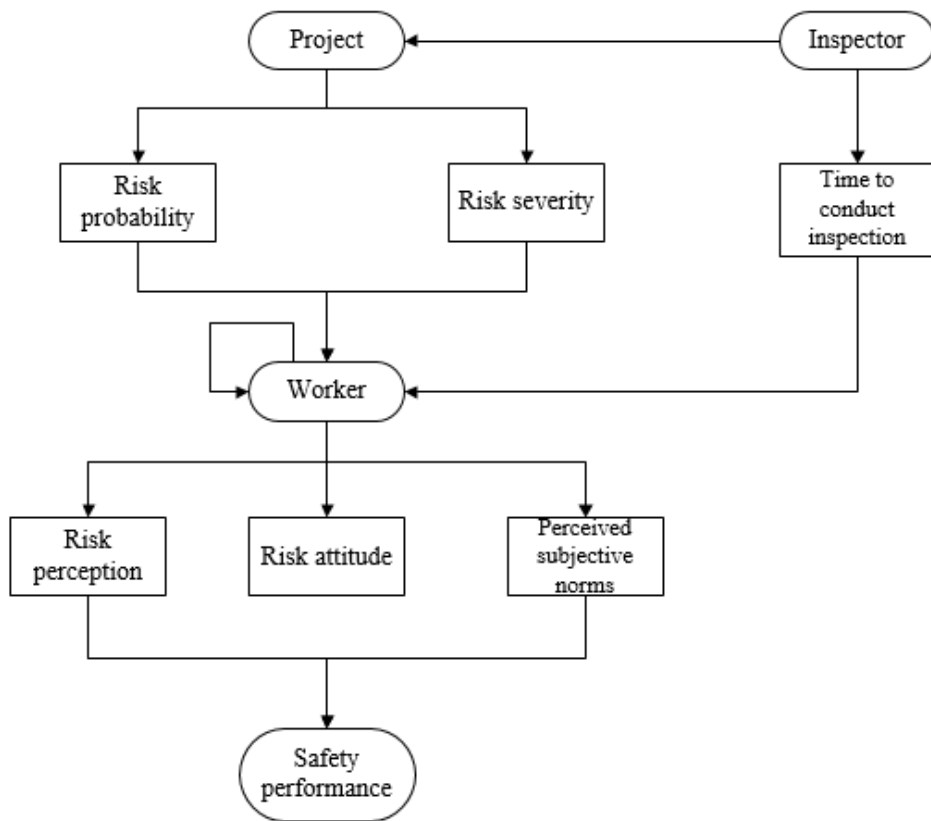 Project
Inspector
Risk
probability
Risk severity
Time to
conduct
inspection
Worker
Risk
perception
Risk attitude
Perceived
subjective
norms
Safety
performance